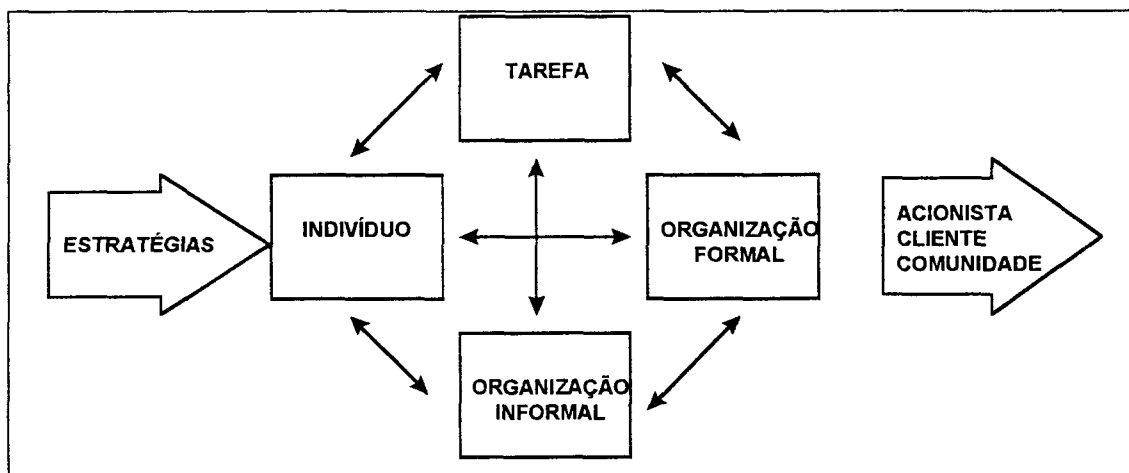 TAREFA
ESTRATÉGIAS
INDIVÍDUO
ORGANIZAÇÃO
FORMAL
ACIONISTA
CLIENTE
COMUNIDADE
ORGANIZAÇÃO
INFORMAL